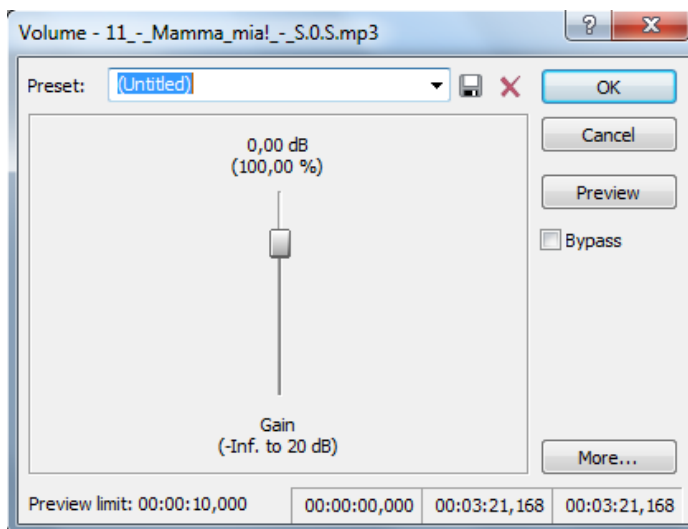 Volume - 11_-_Mamma_mia!_-_S.0.S.mp3
Preset: (Untitled)
OK
0,00 dB
(100,00 %)
Cancel
Preview
Bypass
Gain
(-Inf. to 20 dB)
More...
Preview limit: 00:00:10,000 00:00:00,000 00:03:21,168 00:03:21,168